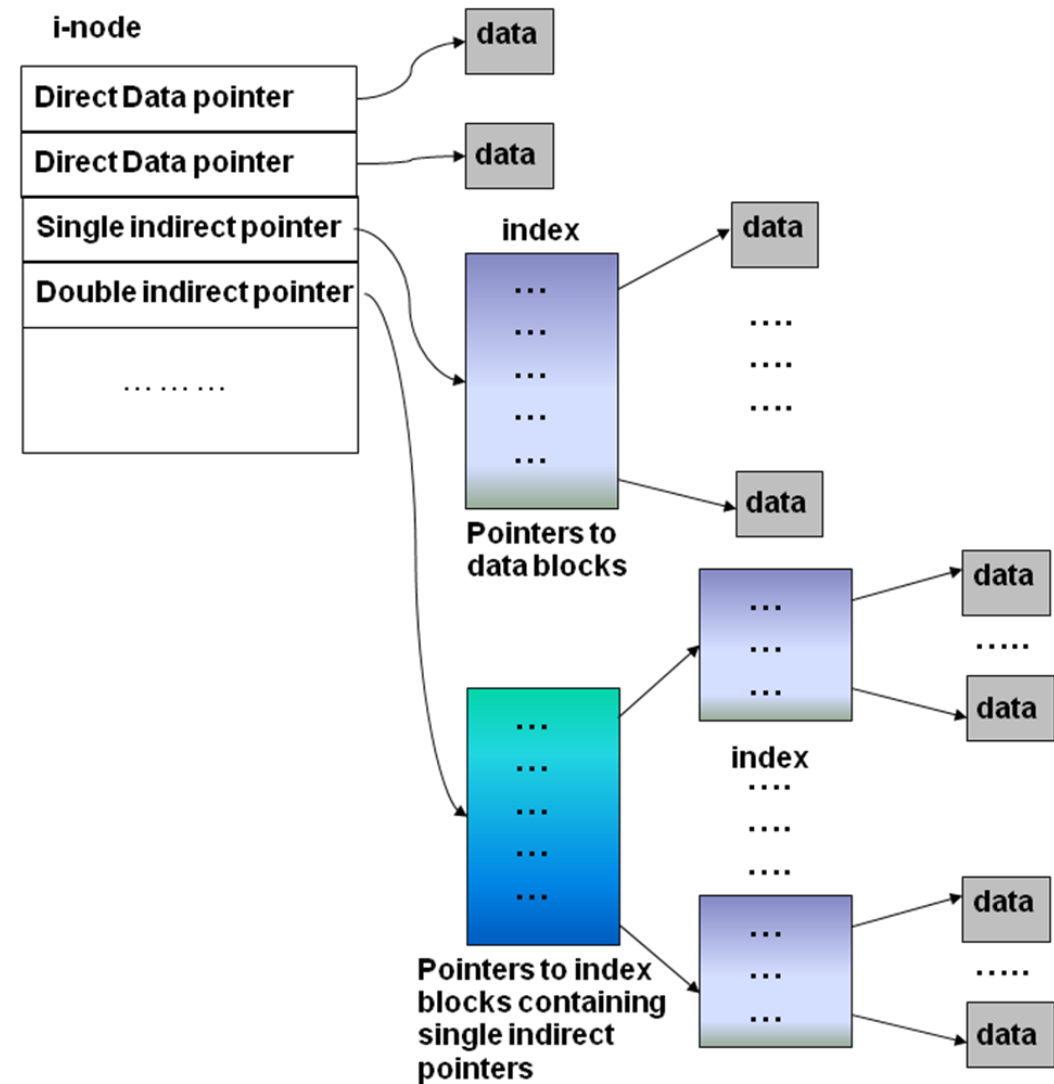 i-node
Direct Data pointer
Direct Data pointer
Single indirect pointer
Double indirect pointer
... ... ...
data
data
index
...
...
...
...
...
Pointers to
data blocks
data
....
....
....
data
...
...
...
...
...
Pointers to index
blocks containing
single indirect
pointers
...
...
...
index
....
....
....
...
...
...
data
.....
data
data
.....
data